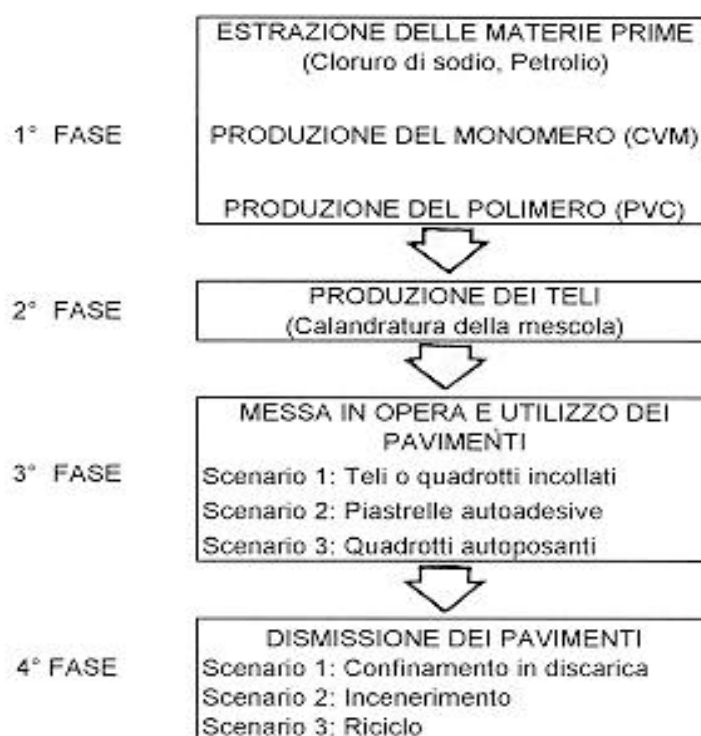 ESTRAZIONE DELLE MATERIE PRIME
(Cloruro di sodio, Petrolio)
1° FASE
PRODUZIONE DEL MONOMERO (CVM)
PRODUZIONE DEL POLIMERO (PVC)
2° FASE
PRODUZIONE DEI TELI
(Calandratura della mescola)
MESSA IN OPERA E UTILIZZO DEI
PAVIMENTI
3° FASE
Scenario 1: Teli o quadrotti incollati
Scenario 2: Piastrelle autoadesive
Scenario 3: Quadrotti autoposanti
DISMISSIONE DEI PAVIMENTI
4° FASE
Scenario 1: Confinamento in discarica
Scenario 2: Incenerimento
Scenario 3: Riciclo